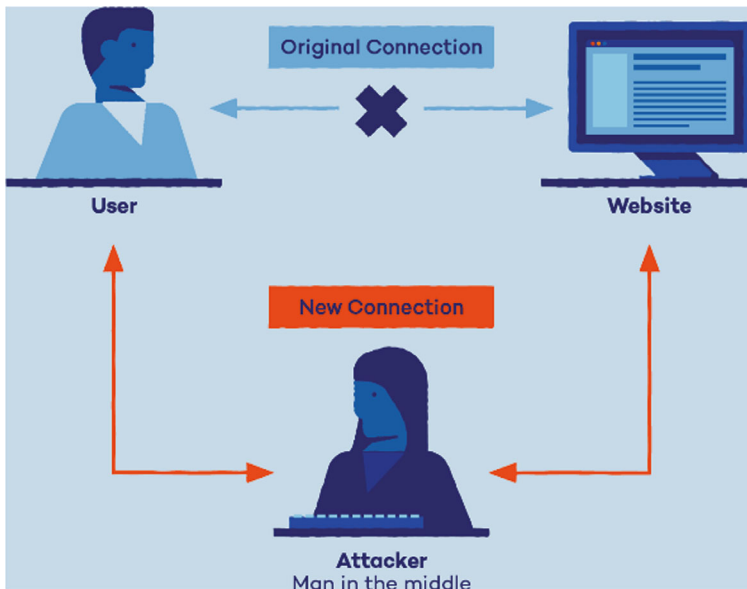 Original Connection
User
Website
New Connection
Attacker
Man in the middle